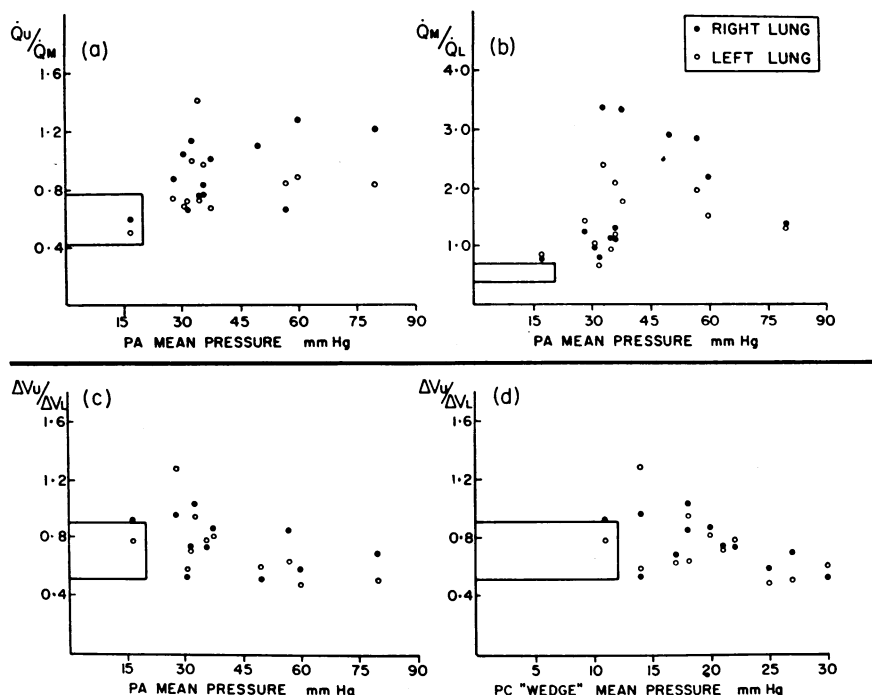 Q̇U/Q̇M (a)
1·6
1·2
0·8
0·4
15 30 45 60 75 90
PA MEAN PRESSURE mm Hg
Q̇M/Q̇L (b)
4·0
3·0
2·0
1·0
15 30 45 60 75 90
PA MEAN PRESSURE mm Hg
• RIGHT LUNG
○ LEFT LUNG
ΔVU/ΔVL (c)
1·6
1·2
0·8
0·4
15 30 45 60 75 90
PA MEAN PRESSURE mm Hg
ΔVU/ΔVL (d)
1·6
1·2
0·8
0·4
5 10 15 20 25 30
PC "WEDGE" MEAN PRESSURE mm Hg